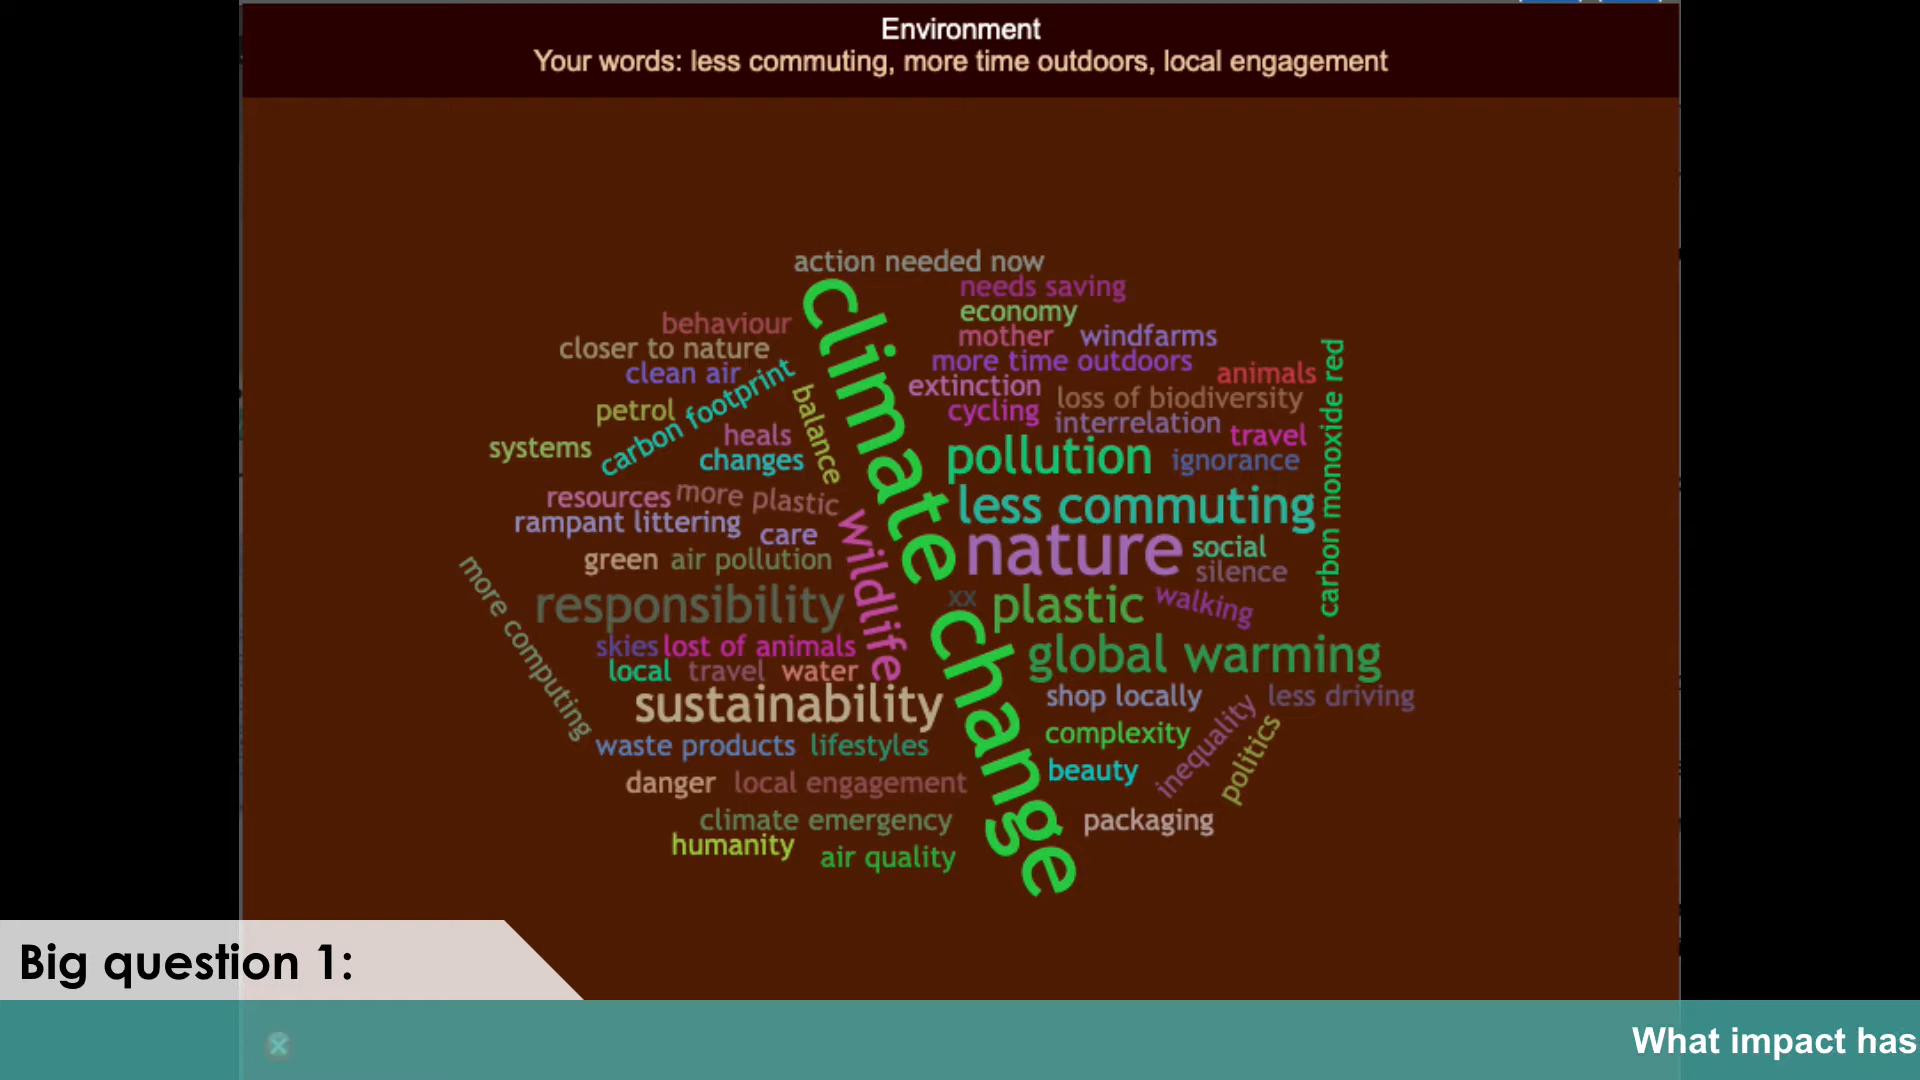 Environment
Your words: less commuting, more time outdoors, local engagement
action needed now
needs saving
economy
behaviour
mother
windfarms
closer to nature
more time outdoors
clean air
animals
extinction
loss of biodiversity
carbon footprint
petrol
balance
cycling
interrelation
travel
heals
systems
changes
pollution
ignorance
carbon monoxide red
climate change
resources
more plastic
less commuting
rampant littering
care
wildlife
nature
social
green
air pollution
silence
more computing
responsibility
xx
plastic
walking
skies
lost of animals
global warming
local
travel
water
sustainability
shop locally
less driving
complexity
inequality
politics
waste products
lifestyles
beauty
danger
local engagement
climate emergency
packaging
humanity
air quality
Big question 1:
What impact has